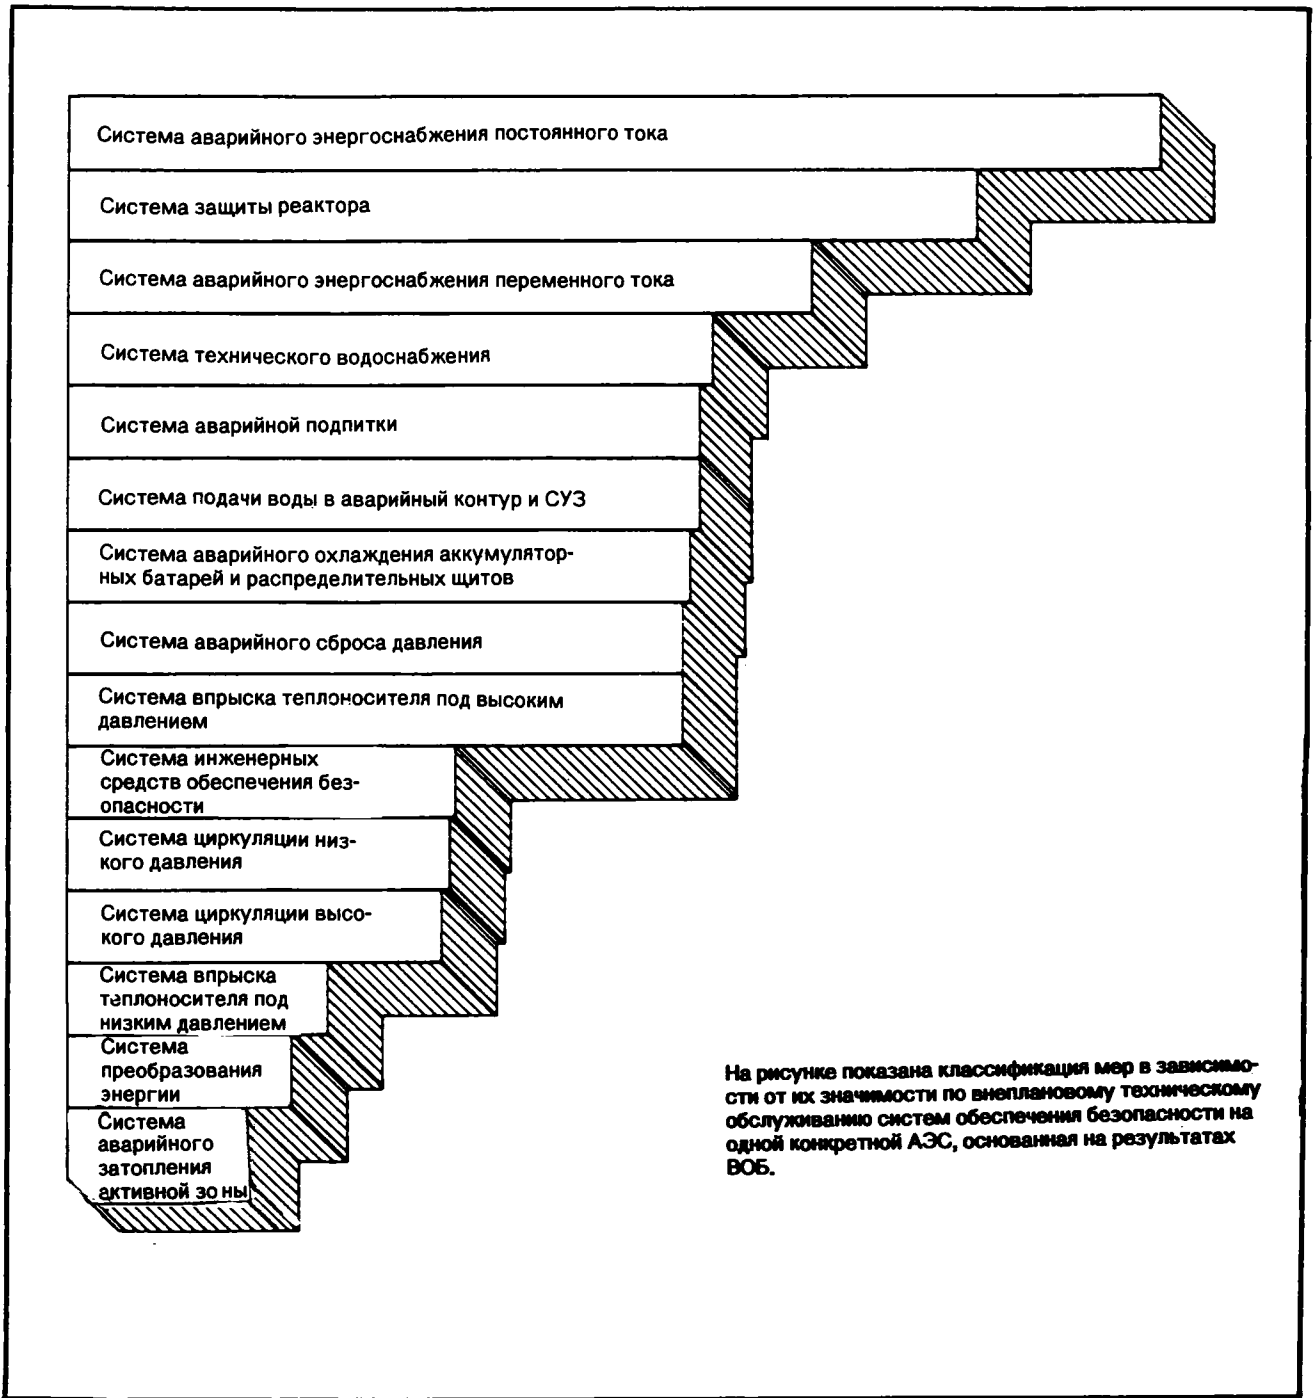 Система аварийного энергоснабжения постоянного тока
Система защиты реактора
Система аварийного энергоснабжения переменного тока
Система технического водоснабжения
Система аварийной подпитки
Система подачи воды в аварийный контур и СУЗ
Система аварийного охлаждения аккумулятор-
ных батарей и распределительных щитов
Система аварийного сброса давления
Система впрыска теплоносителя под высоким
давлением
Система инженерных
средств обеспечения без-
опасности
Система циркуляции низ-
кого давления
Система циркуляции высо-
кого давления
Система впрыска
теплоносителя под
низким давлением
Система
преобразования
энергии
Система
аварийного
затопления
активной зоны
На рисунке показана классификация мер в зависимо-
сти от их значимости по внеплановому техническому
обслуживанию систем обеспечения безопасности на
одной конкретной АЭС, основанная на результатах
ВОБ.